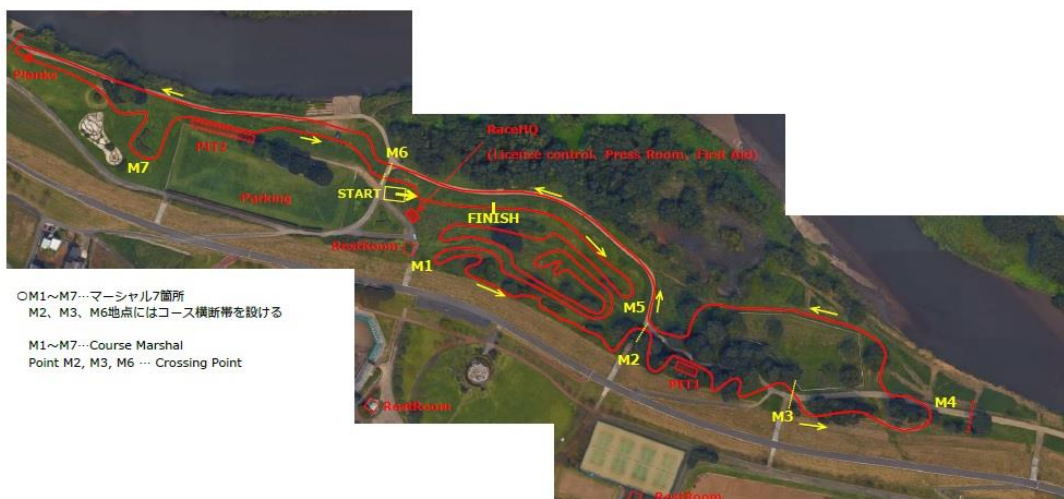 Planks
M7
PIT2
Parking
M6
START
RaceHQ
(License control, Press Room, First Aid)
FINISH
RestRoom
M1
M5
M2
PIT1
M3
M4
RestRoom
RestRoom
○M1～M7…マーシャル7箇所
M2、M3、M6地点にはコース横断帯を設ける
M1～M7…Course Marshal
Point M2, M3, M6 … Crossing Point